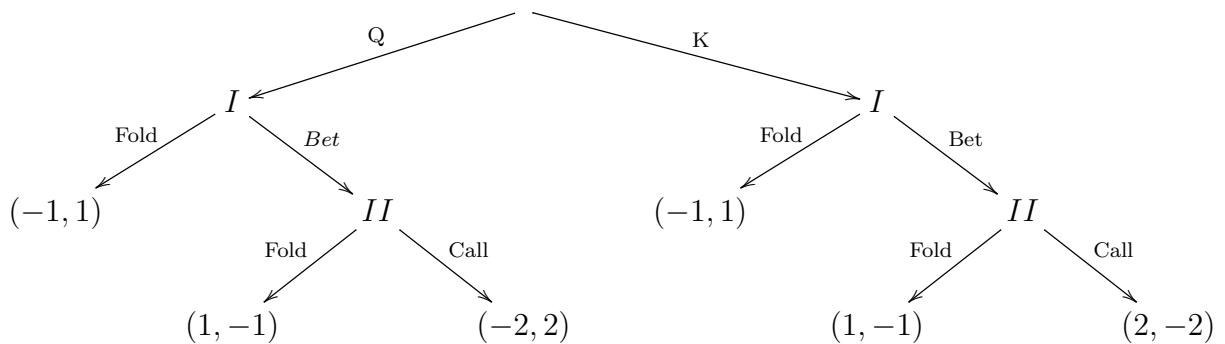 Q K
I I
Fold Bet Fold Bet
(−1, 1) II (−1, 1) II
Fold Call Fold Call
(1, −1) (−2, 2) (1, −1) (2, −2)